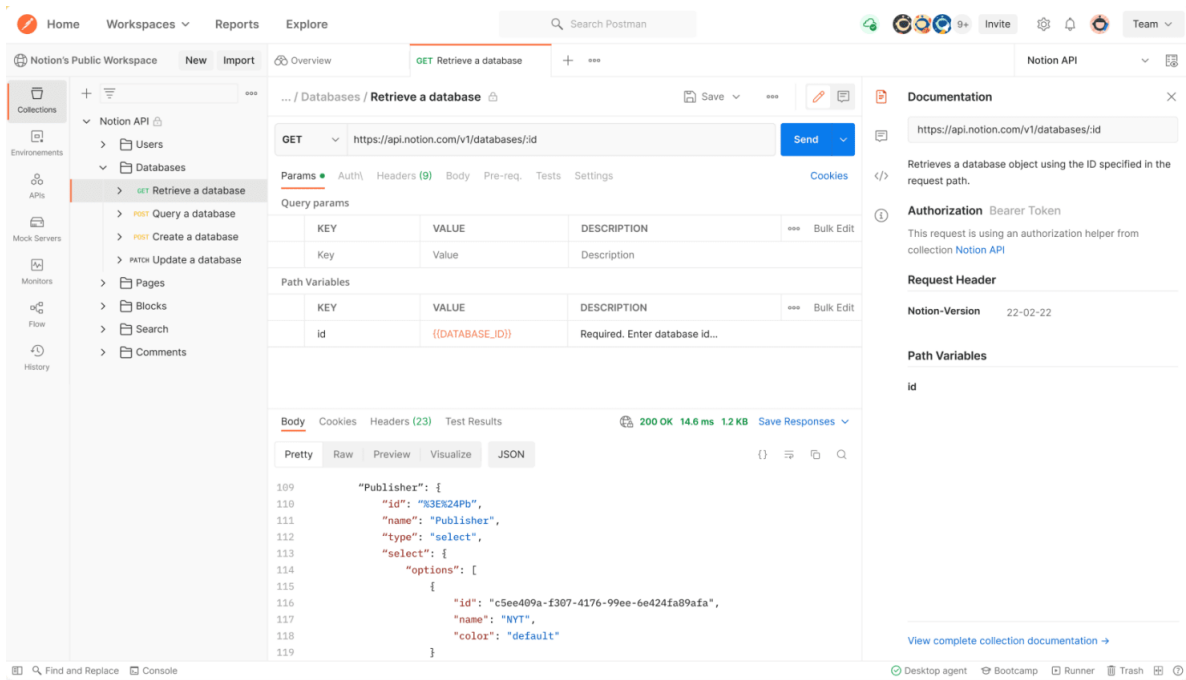 Home Workspaces Reports Explore Search Postman 9+ Invite Team
Notion's Public Workspace New Import Overview GET Retrieve a database Notion API
Collections
Environements
APIs
Mock Servers
Monitors
Flow
History
Notion API
Users
Databases
GET Retrieve a database
POST Query a database
POST Create a database
PATCH Update a database
Pages
Blocks
Search
Comments
... / Databases / Retrieve a database Save
GET https://api.notion.com/v1/databases/:id Send
Params Auth\ Headers (9) Body Pre-req. Tests Settings Cookies
Query params
KEY VALUE DESCRIPTION Bulk Edit
Key Value Description
Path Variables
KEY VALUE DESCRIPTION Bulk Edit
id {{DATABASE_ID}} Required. Enter database id...
Body Cookies Headers (23) Test Results 200 OK 14.6 ms 1.2 KB Save Responses
Pretty Raw Preview Visualize JSON {}
109 “Publisher”: {
110 “id”: “%3E%24Pb”,
111 “name”: "Publisher",
112 “type”: "select",
113 “select”: {
114 “options”: [
115 {
116 "id": "c5ee409a-f307-4176-99ee-6e424fa89afa",
117 "name": "NYT",
118 "color": "default"
119 }
Documentation
https://api.notion.com/v1/databases/:id
Retrieves a database object using the ID specified in the
request path.
Authorization Bearer Token
This request is using an authorization helper from
collection Notion API
Request Header
Notion-Version 22-02-22
Path Variables
id
View complete collection documentation →
Find and Replace Console Desktop agent Bootcamp Runner Trash